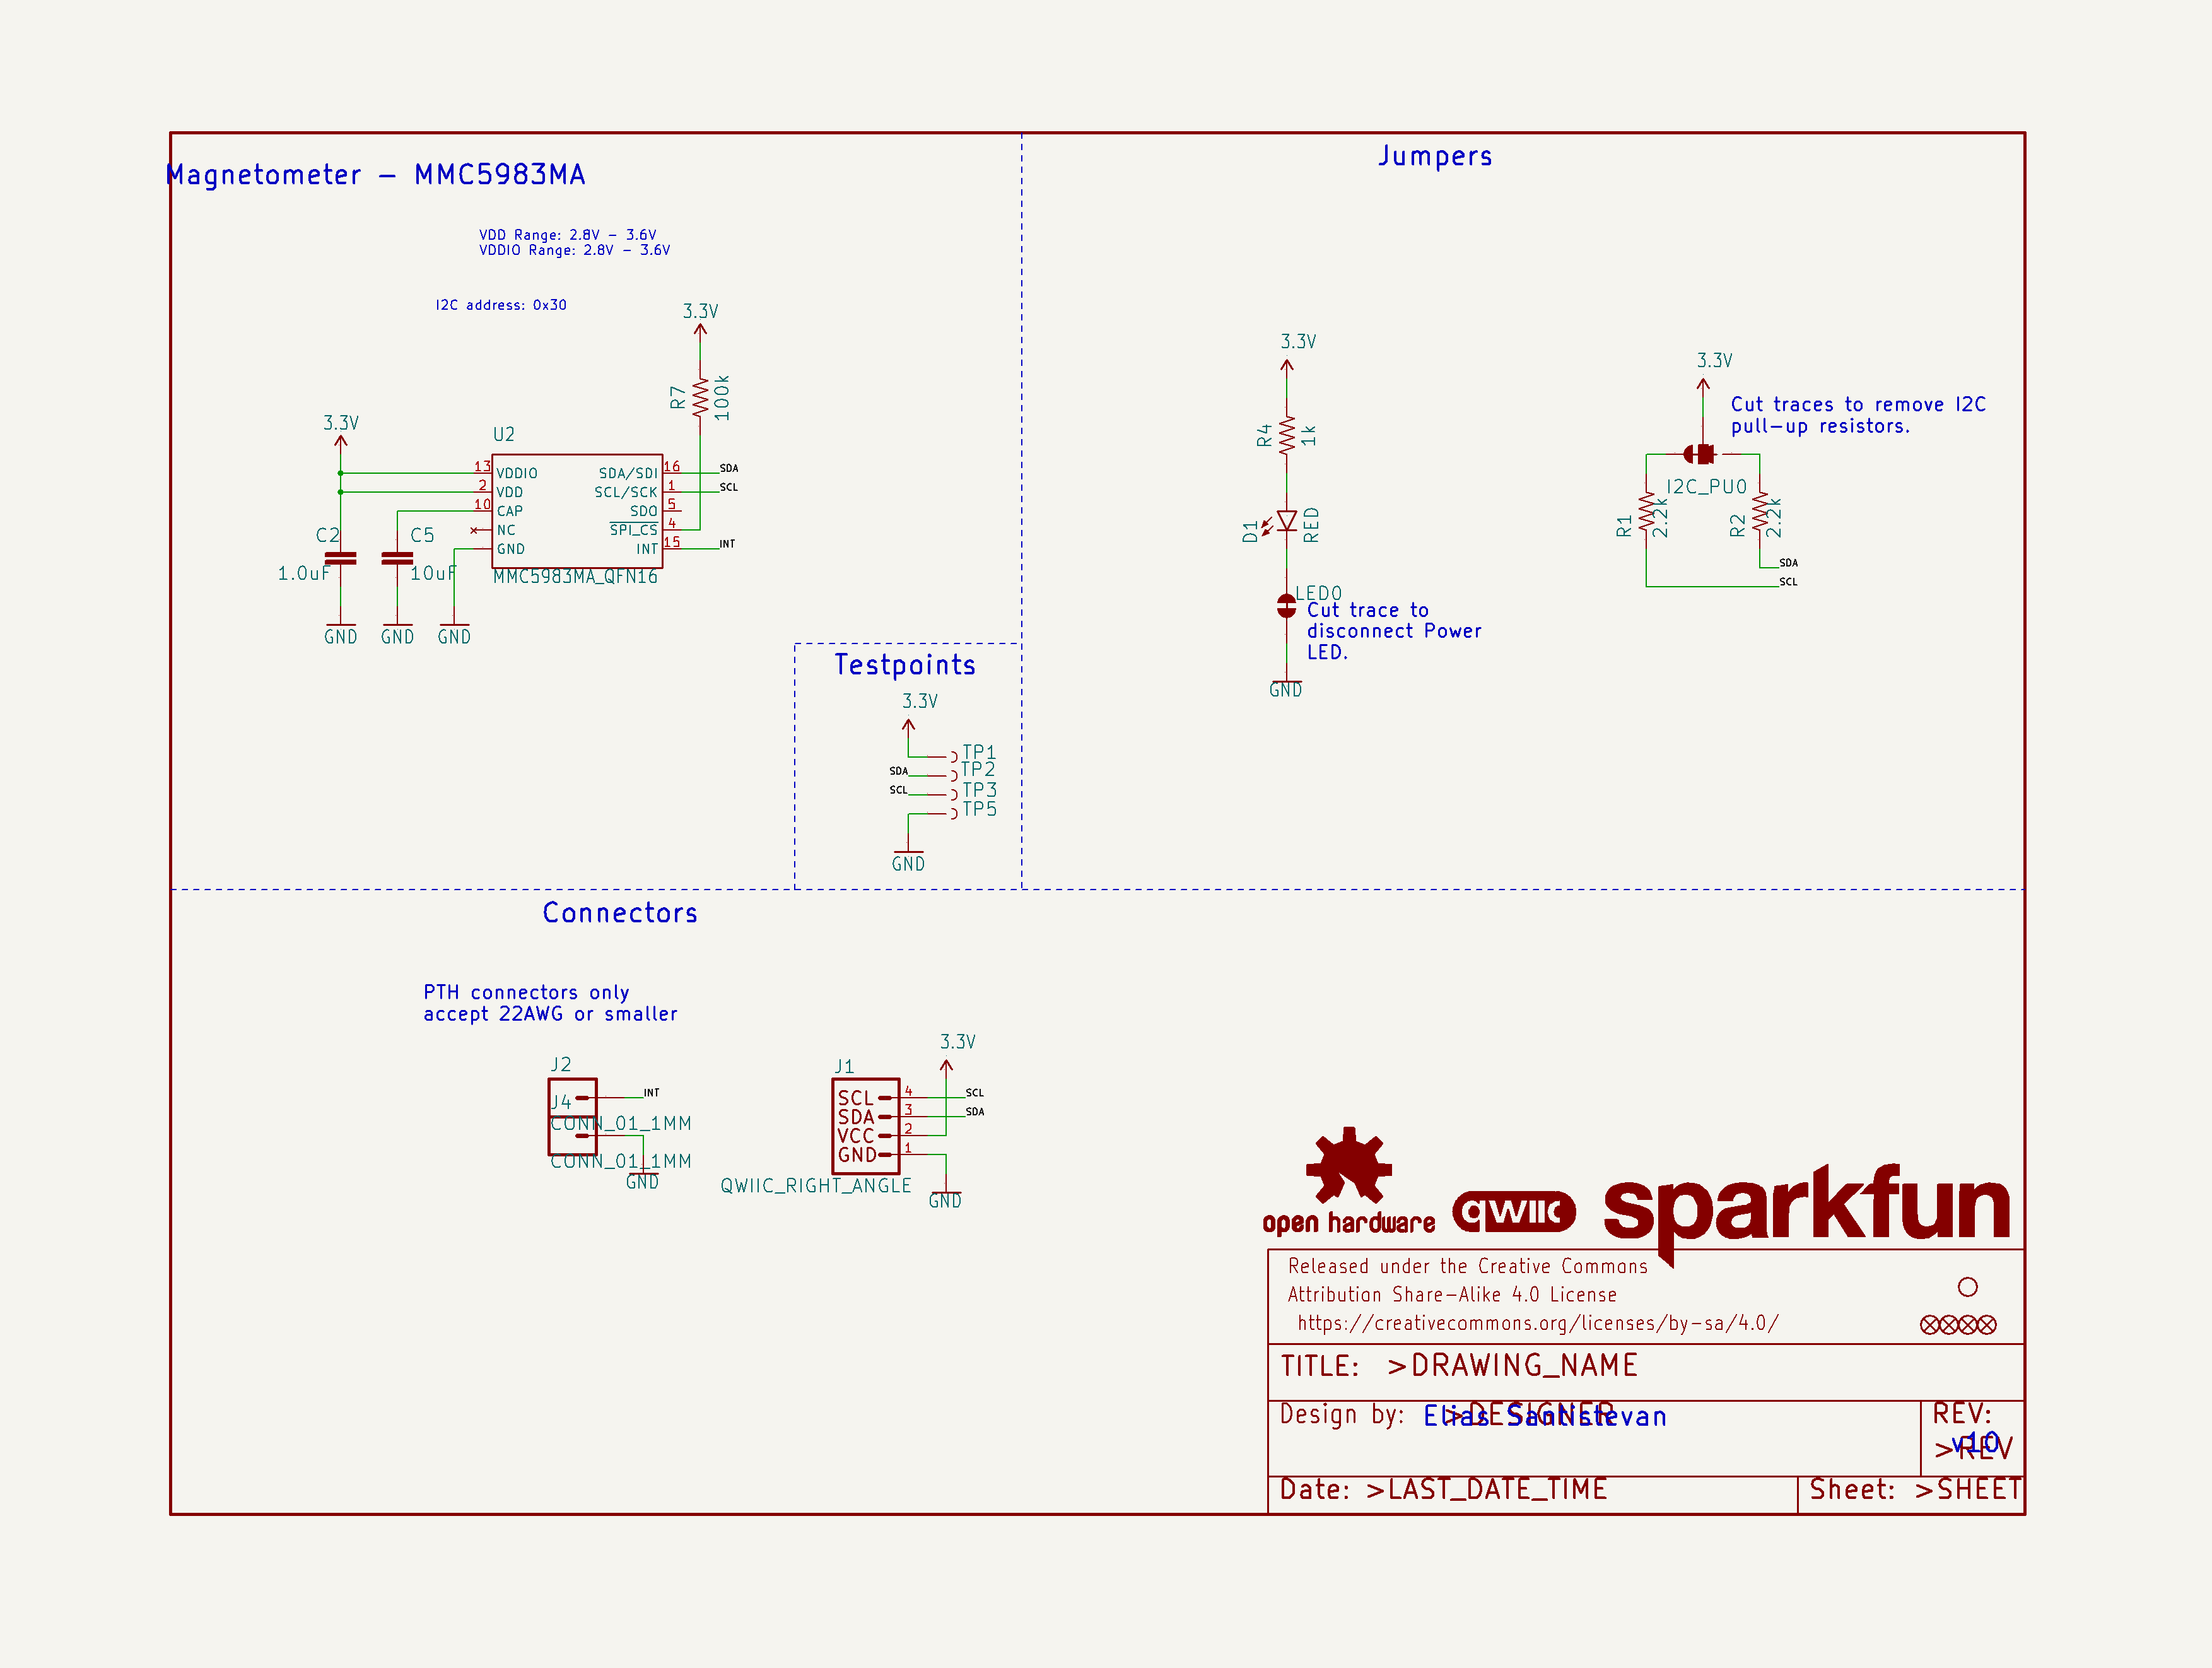 Magnetometer - MMC5983MA
VDD Range: 2.8V - 3.6V
VDDIO Range: 2.8V - 3.6V
I2C address: 0x30
3.3V
R7
100k
3.3V
U2
13
VDDIO
2
VDD
10
CAP
NC
GND
SDA/SDI
16
SDA
SCL/SCK
1
SCL
SDO
5
SPI_CS
4
INT
15
INT
MMC5983MA_QFN16
C2
1.0uF
C5
10uF
GND
GND
GND
Testpoints
3.3V
TP1
SDA
TP2
SCL
TP3
TP5
GND
Jumpers
3.3V
R4
1k
D1
RED
LED0
Cut trace to
disconnect Power
LED.
GND
3.3V
Cut traces to remove I2C
pull-up resistors.
I2C_PU0
R1
2.2k
R2
2.2k
SDA
SCL
Connectors
PTH connectors only
accept 22AWG or smaller
J2
INT
J4
CONN_01_1MM
CONN_01_1MM
GND
3.3V
J1
SCL
4
SCL
SDA
3
SDA
VCC
2
GND
1
QWIIC_RIGHT_ANGLE
GND
open hardware
qwiic
sparkfun
Released under the Creative Commons
Attribution Share-Alike 4.0 License
https://creativecommons.org/licenses/by-sa/4.0/
TITLE: >DRAWING_NAME
Design by: >DESIGNER
Elias Santistevan
REV:
>REV
v10
Date: >LAST_DATE_TIME
Sheet: >SHEET